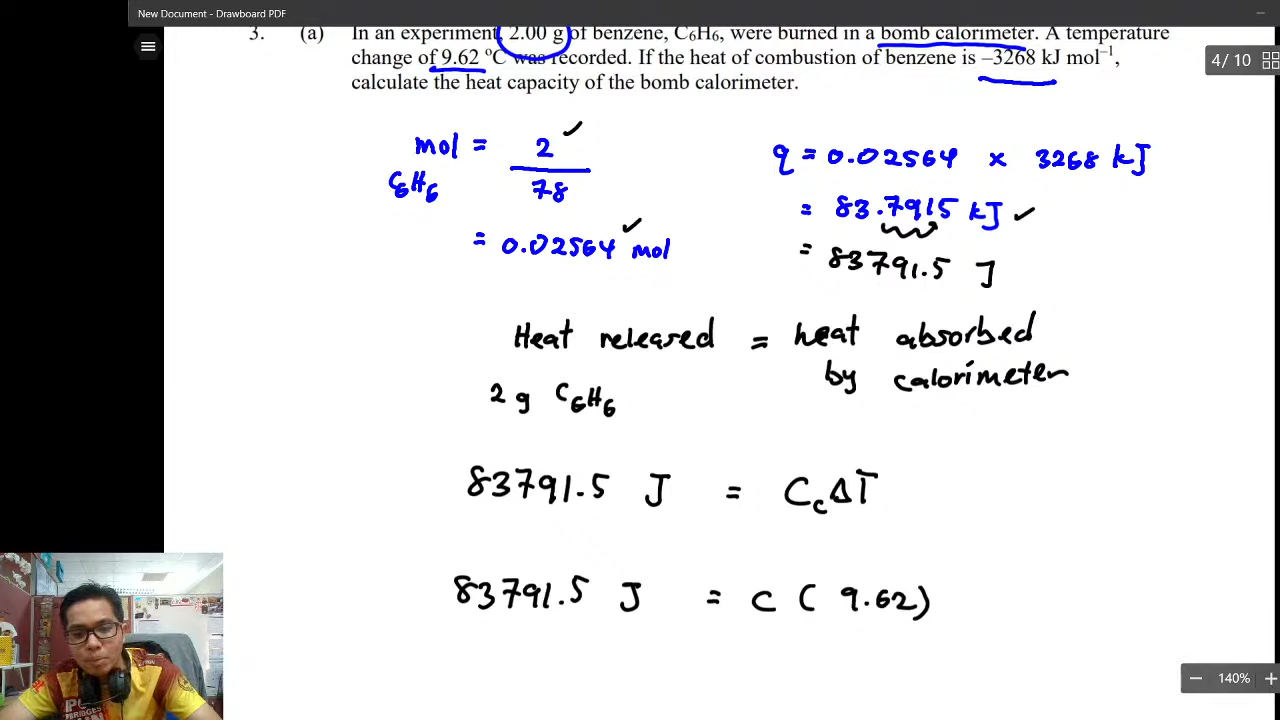 New Document - Drawboard PDF
3. (a) In an experiment, 2.00 g of benzene, C6H6, were burned in a bomb calorimeter. A temperature
change of 9.62 °C was recorded. If the heat of combustion of benzene is –3268 kJ mol⁻¹,
calculate the heat capacity of the bomb calorimeter.
4 / 10
mol = 2
C6H6 78
= 0.02564 mol
q = 0.02564 x 3268 kJ
= 83.7915 kJ
= 83791.5 J
Heat released = heat absorbed
by calorimeter
2 g C6H6
83791.5 J = CcΔT
83791.5 J = C ( 9.62)
140%